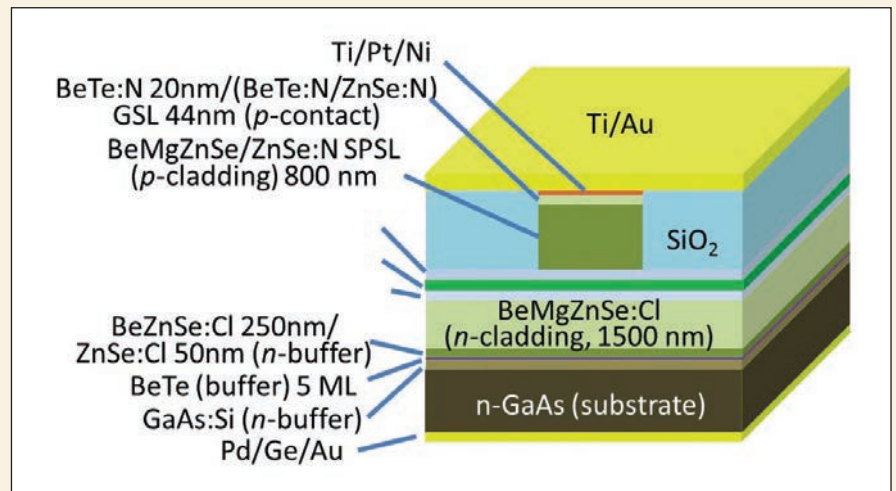 Ti/Pt/Ni
BeTe:N 20nm/(BeTe:N/ZnSe:N)
GSL 44nm (p-contact)
BeMgZnSe/ZnSe:N SPSL
(p-cladding) 800 nm
BeZnSe:Cl 250nm/
ZnSe:Cl 50nm (n-buffer)
BeTe (buffer) 5 ML
GaAs:Si (n-buffer)
Pd/Ge/Au
Ti/Au
SiO₂
BeMgZnSe:Cl
(n-cladding, 1500 nm)
n-GaAs (substrate)